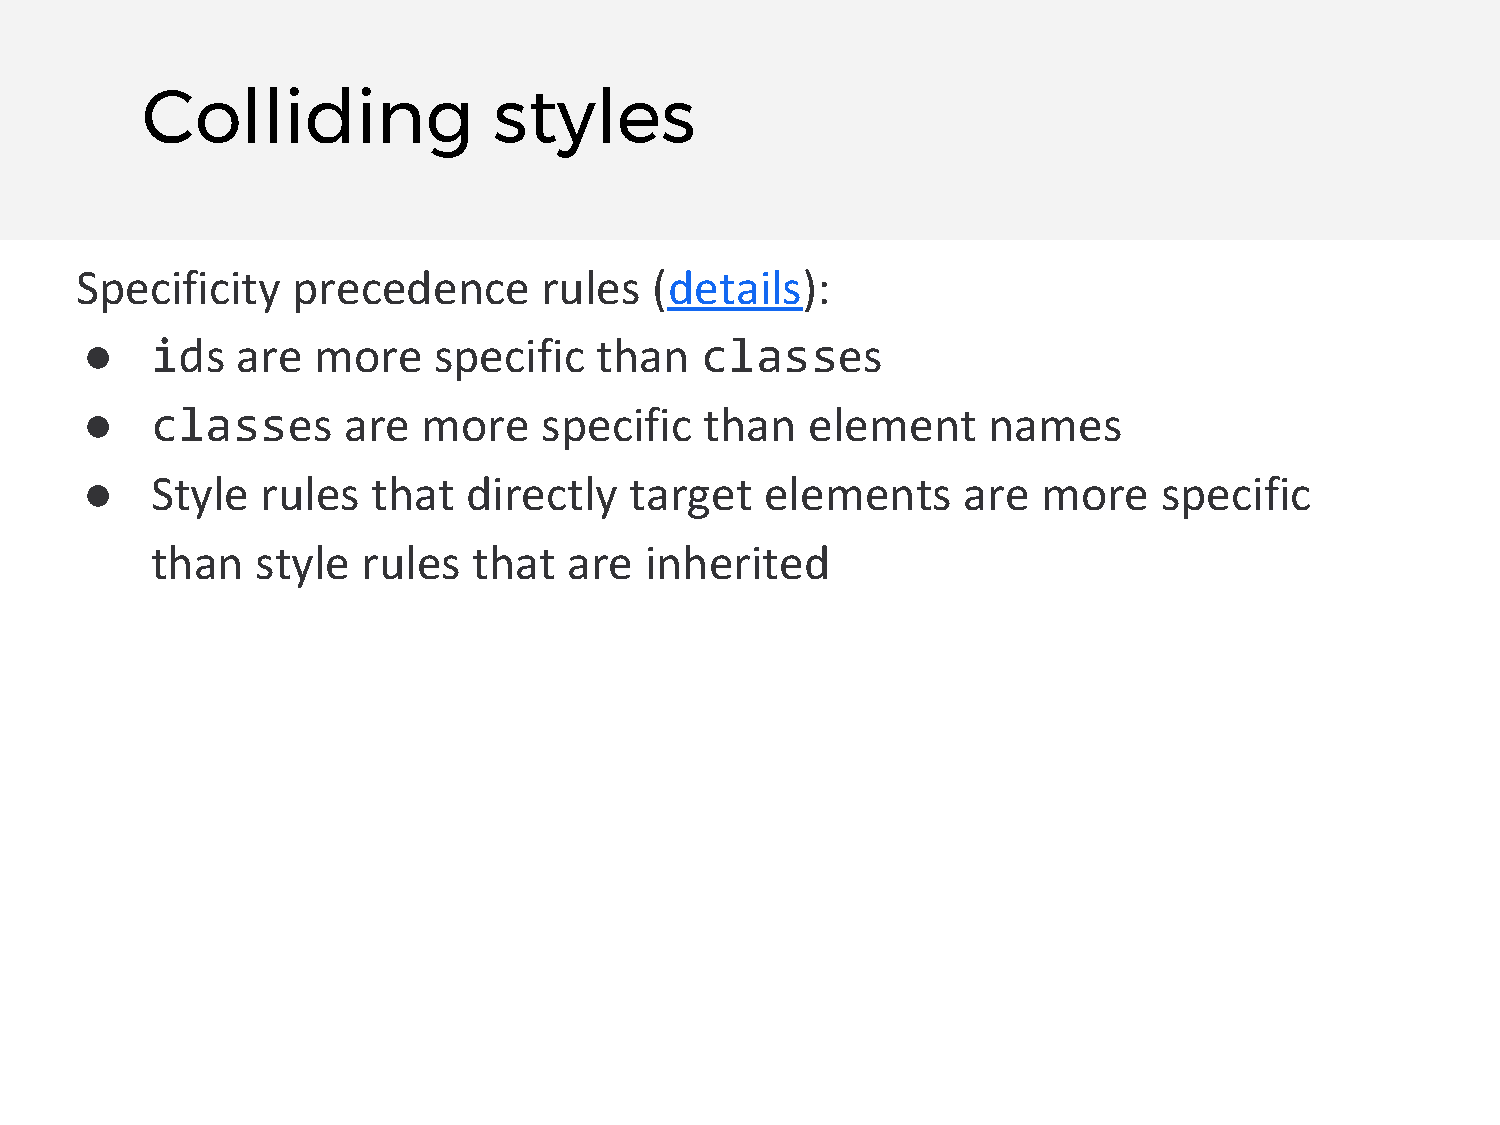 Colliding styles
Specificity precedence rules (details):
● ids are more specific than classes
● classes are more specific than element names
● Style rules that directly target elements are more specific
than style rules that are inherited